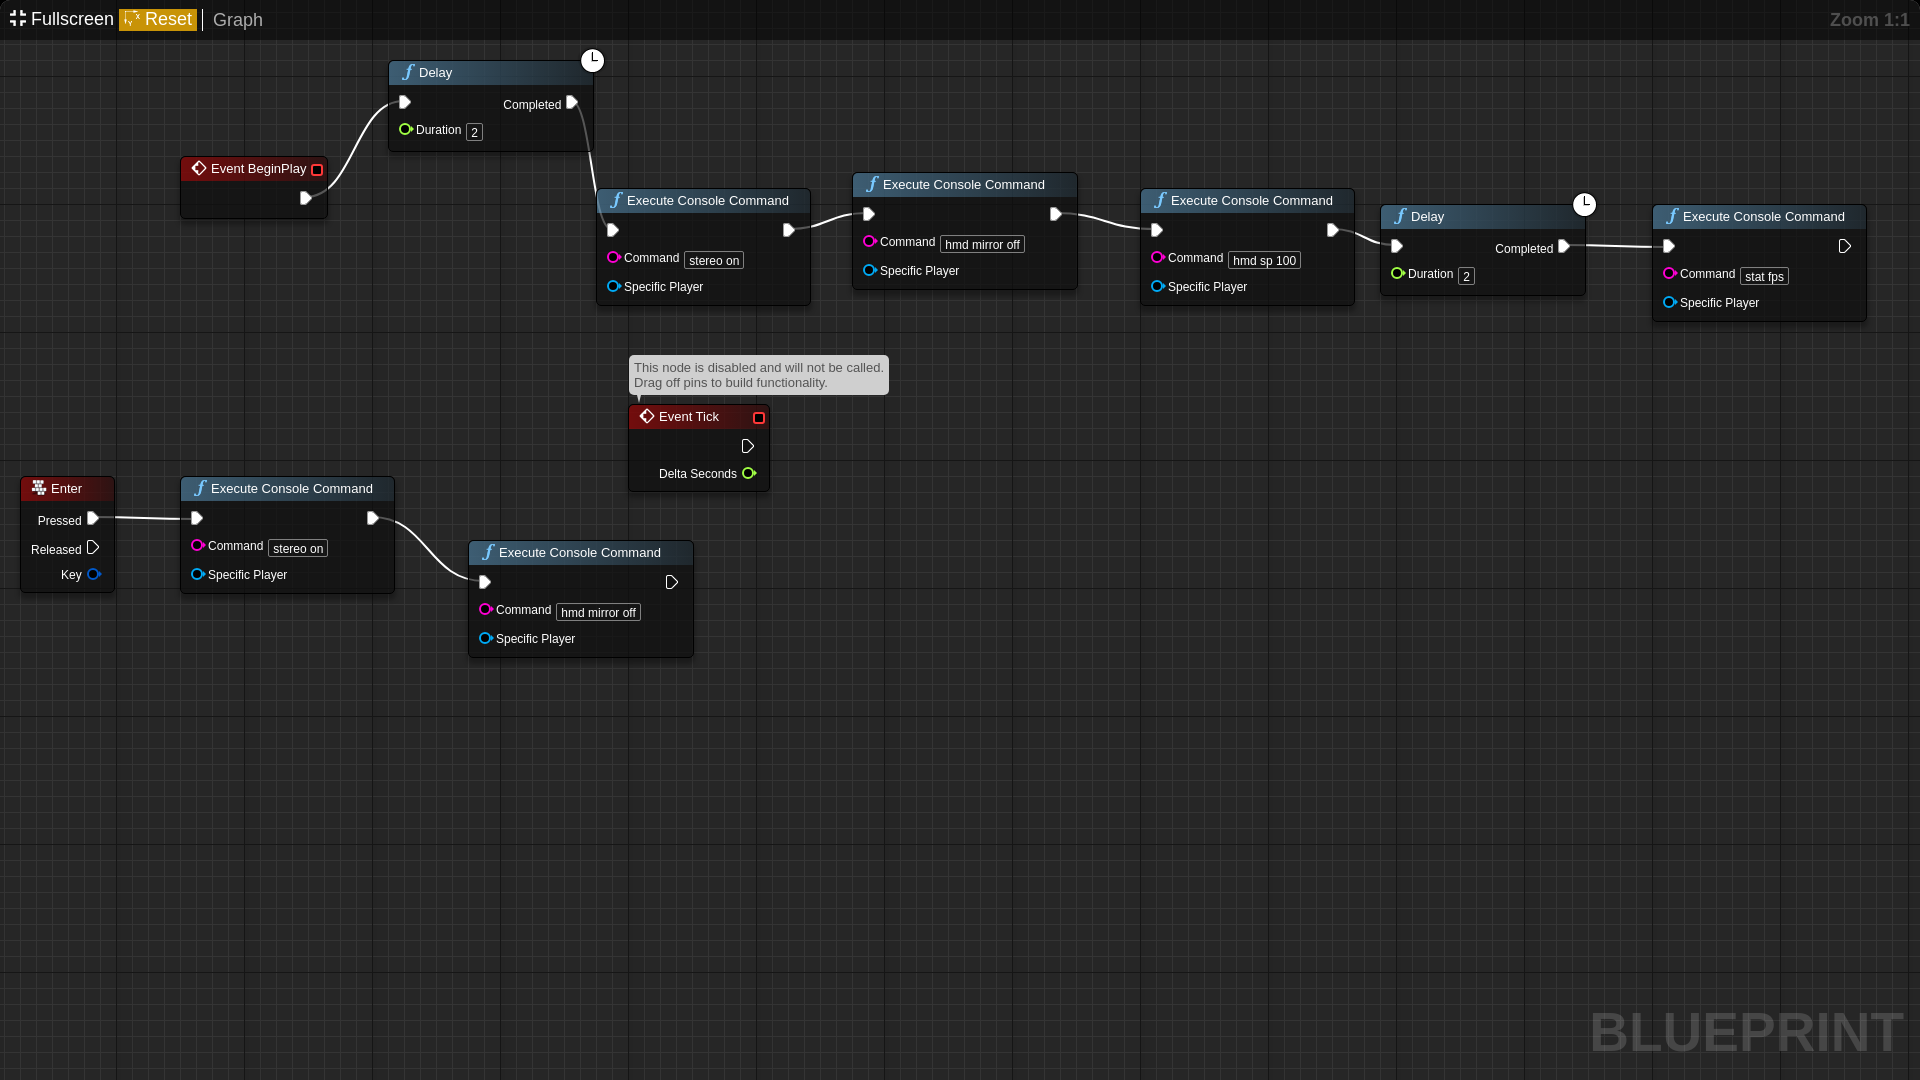 Fullscreen Reset Graph
Zoom 1:1
Delay
Completed
Duration 2
Event BeginPlay
Execute Console Command
Command stereo on
Specific Player
Execute Console Command
Command hmd mirror off
Specific Player
Execute Console Command
Command hmd sp 100
Specific Player
Delay
Completed
Duration 2
Execute Console Command
Command stat fps
Specific Player
This node is disabled and will not be called.
Drag off pins to build functionality.
Event Tick
Delta Seconds
Enter
Pressed
Released
Key
Execute Console Command
Command stereo on
Specific Player
Execute Console Command
Command hmd mirror off
Specific Player
BLUEPRINT